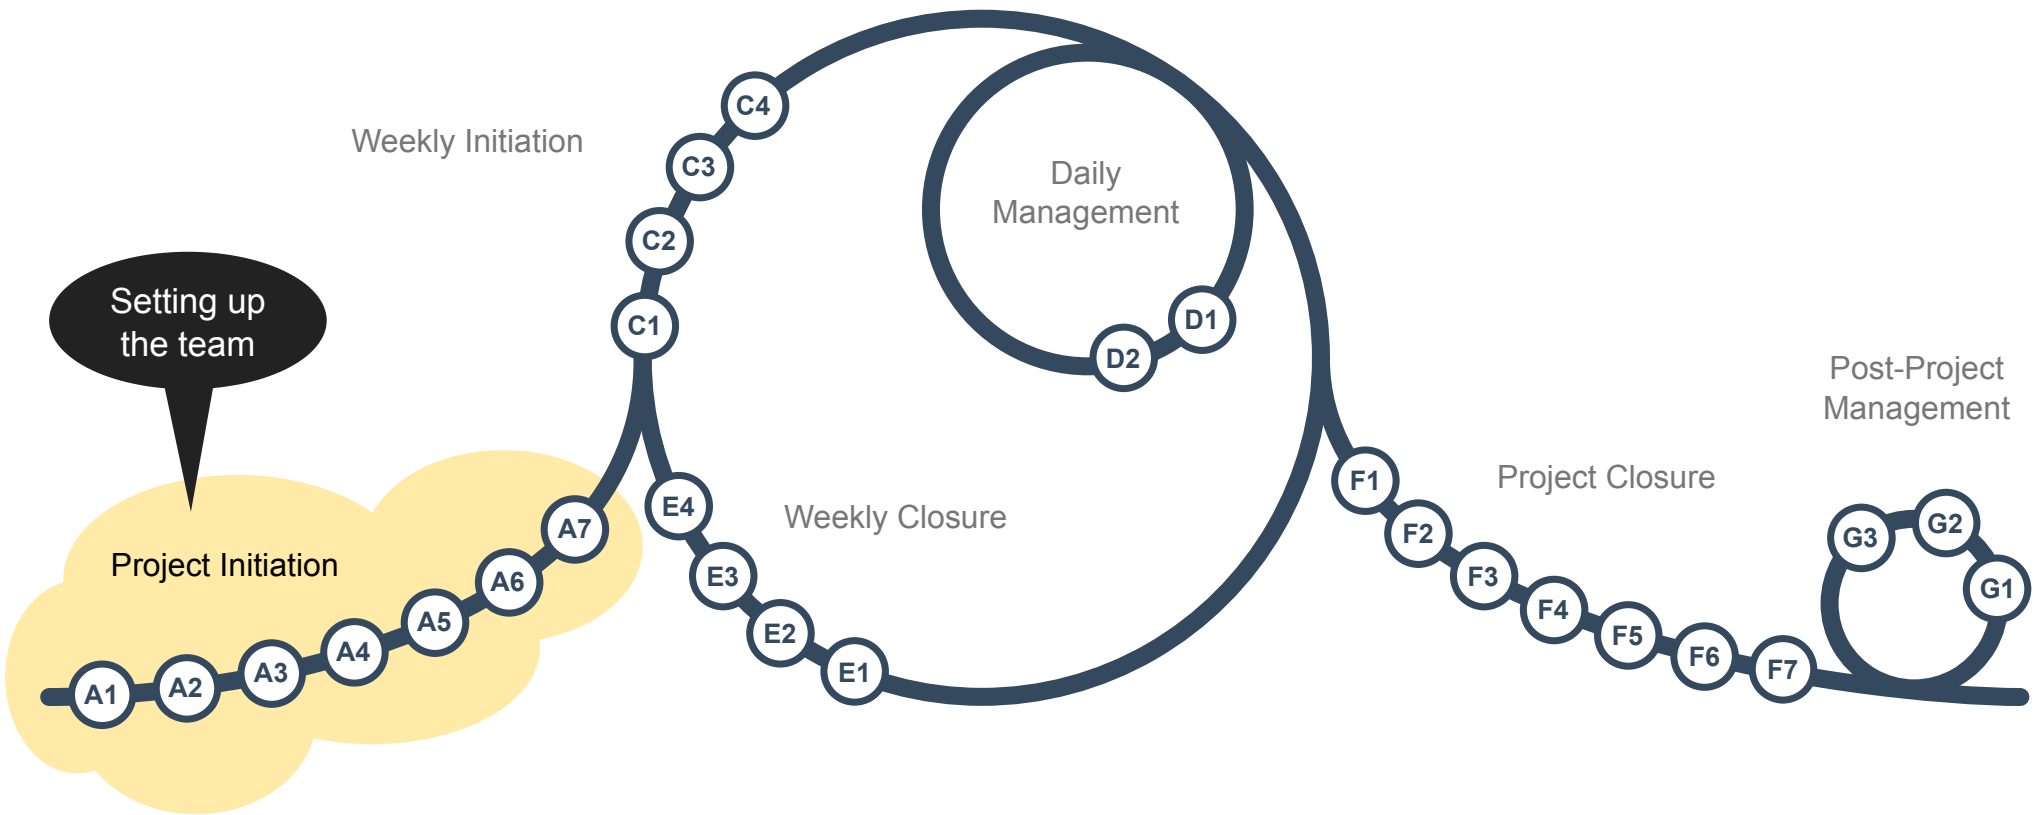 Weekly Initiation
C4
C3
C2
C1
Daily
Management
D1
D2
Setting up
the team
Project Initiation
A1
A2
A3
A4
A5
A6
A7
Weekly Closure
E4
E3
E2
E1
Project Closure
F1
F2
F3
F4
F5
F6
F7
Post-Project
Management
G3
G2
G1